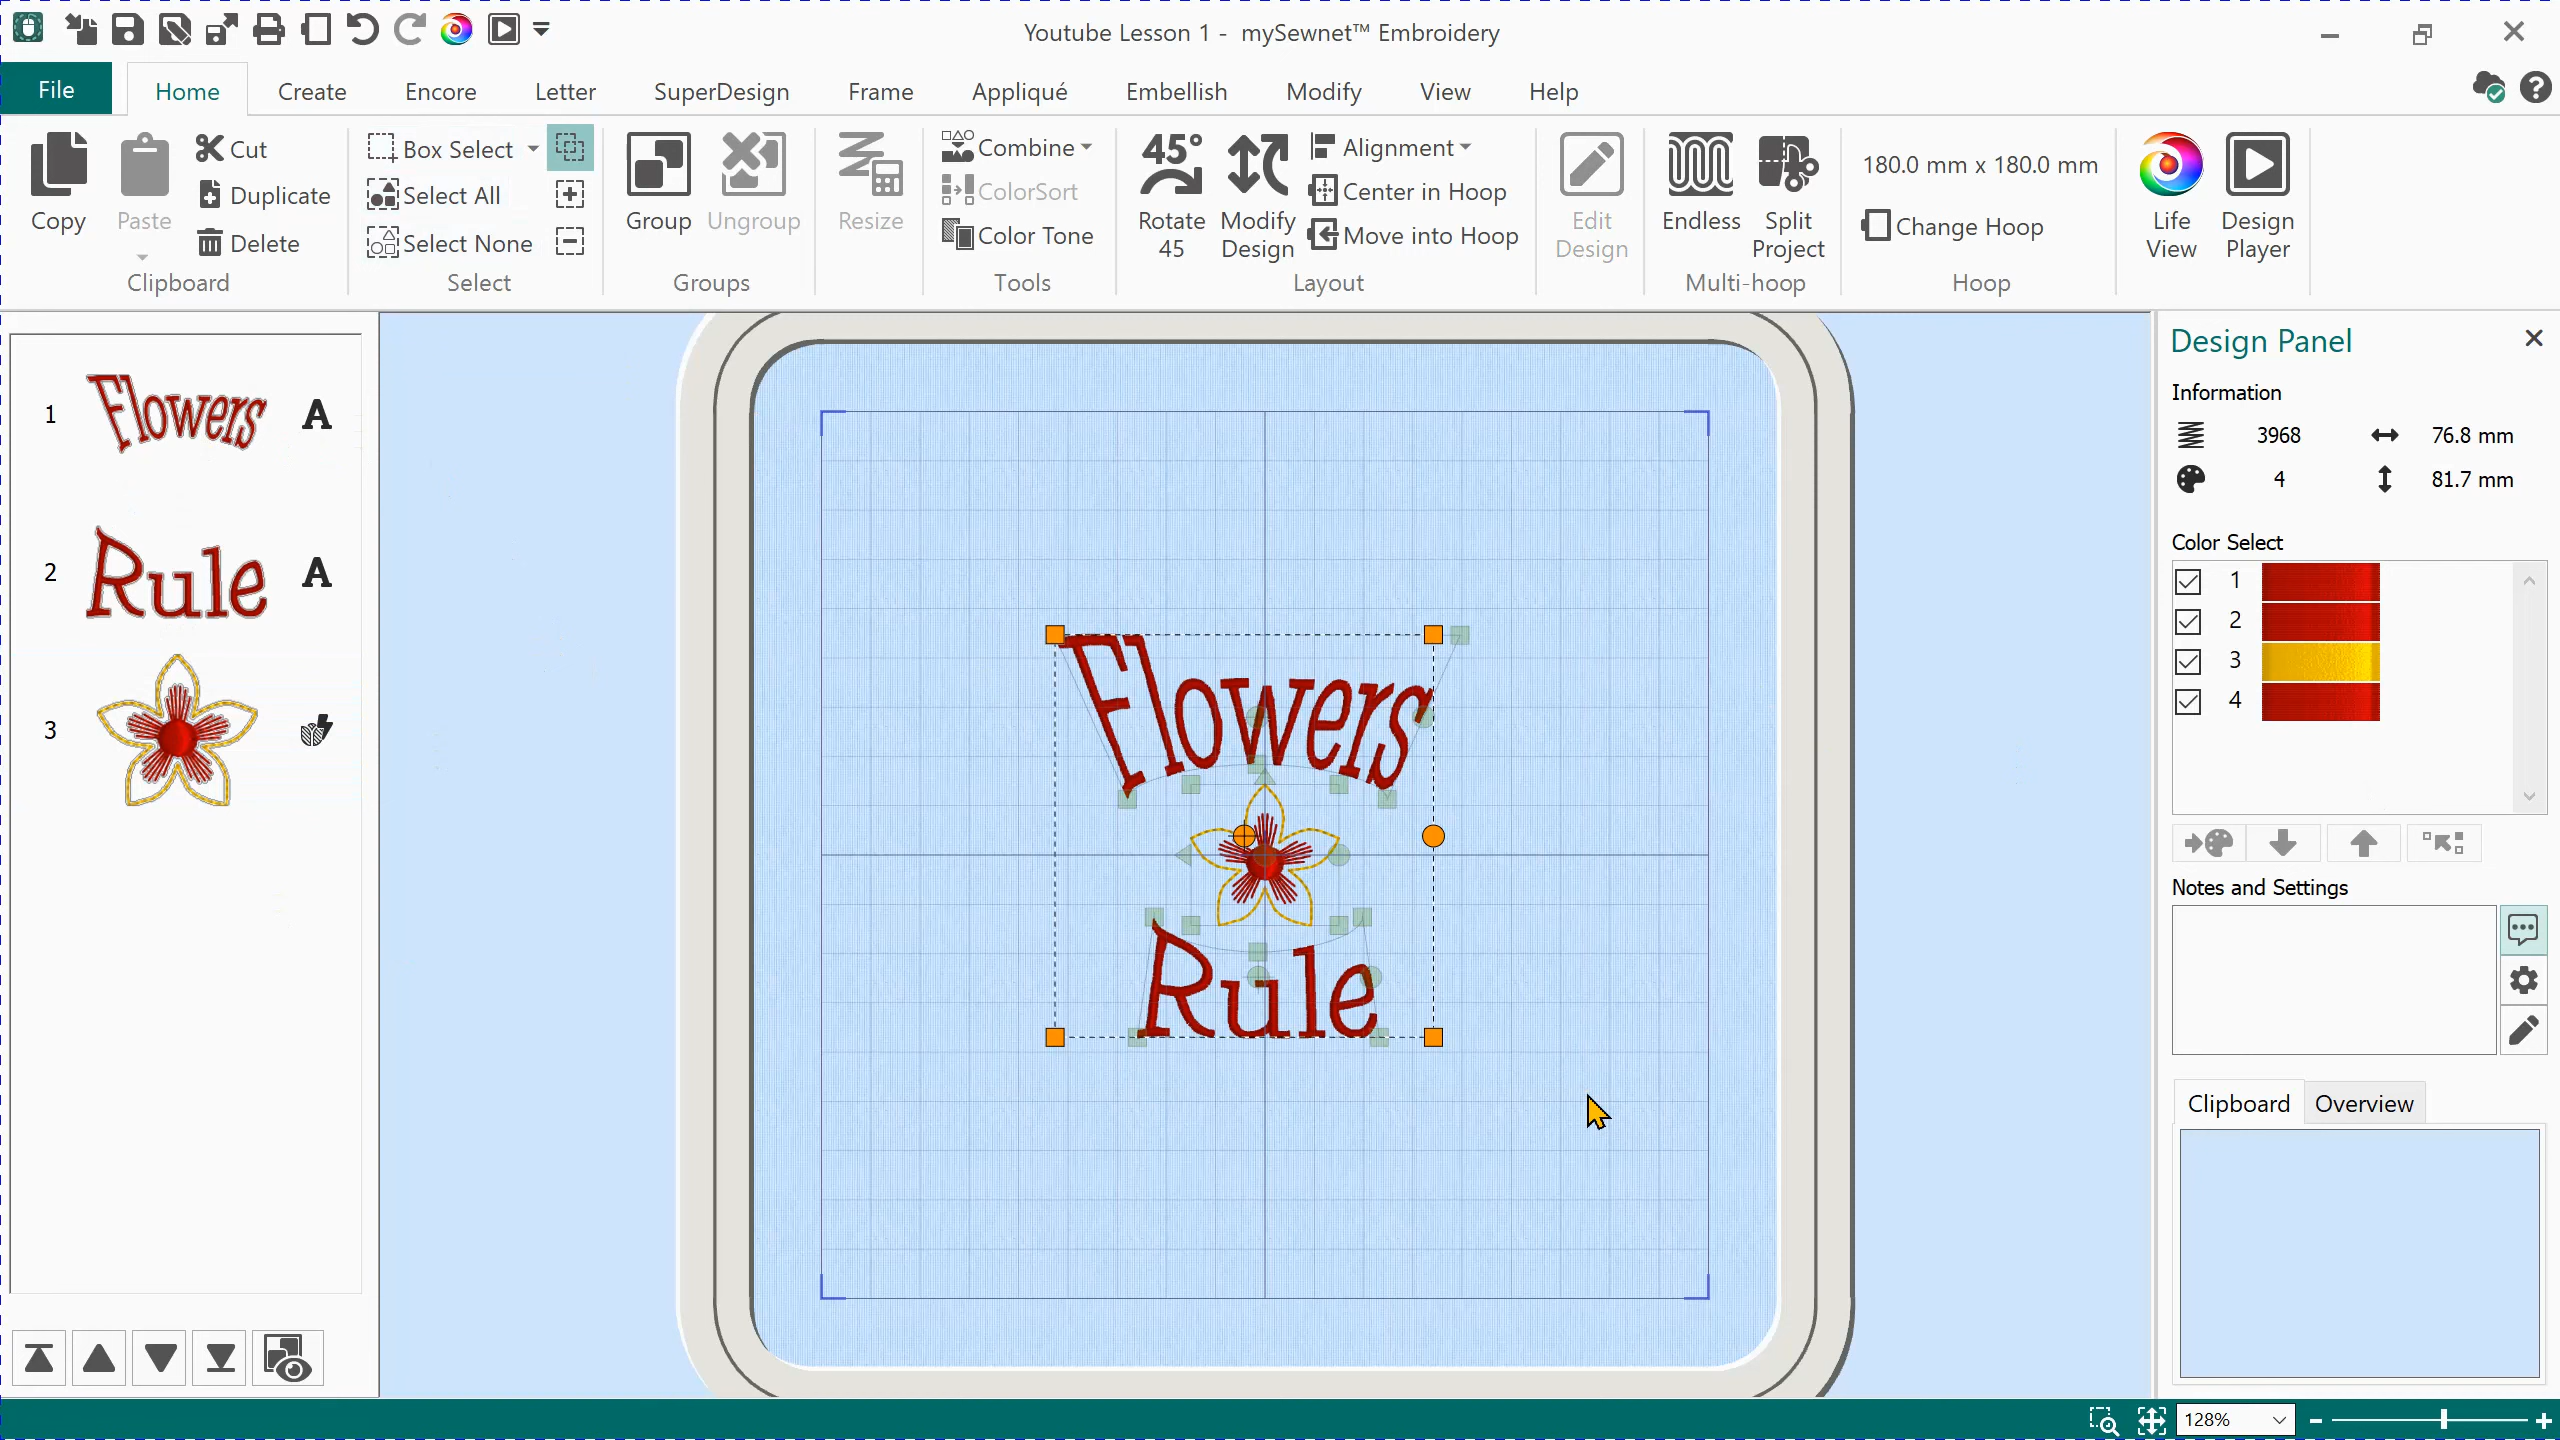 Youtube Lesson 1 - mySewnet™ Embroidery
File Home Create Encore Letter SuperDesign Frame Appliqué Embellish Modify View Help
Copy
Paste
Cut
Duplicate
Delete
Clipboard
Box Select
Select All
Select None
Select
Group
Ungroup
Groups
Resize
Combine
ColorSort
Color Tone
Tools
45°
Rotate
45
Modify
Design
Alignment
Center in Hoop
Move into Hoop
Layout
Edit
Design
Endless
Split
Project
Multi-hoop
180.0 mm x 180.0 mm
Change Hoop
Hoop
Life
View
Design
Player
1 Flowers A
2 Rule A
3
Flowers
Rule
Design Panel
Information
3968 76.8 mm
4 81.7 mm
Color Select
1
2
3
4
Notes and Settings
Clipboard Overview
128%